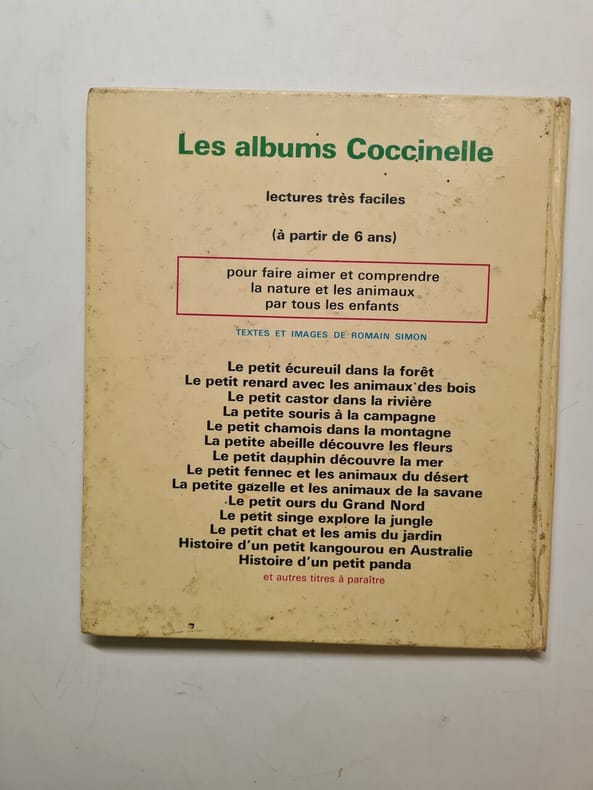 Les albums Coccinelle
lectures très faciles
(à partir de 6 ans)
pour faire aimer et comprendre
la nature et les animaux
par tous les enfants
TEXTES ET IMAGES DE ROMAIN SIMON
Le petit écureuil dans la forêt
Le petit renard avec les animaux des bois
Le petit castor dans la rivière
La petite souris à la campagne
Le petit chamois dans la montagne
La petite abeille découvre les fleurs
Le petit dauphin découvre la mer
Le petit fennec et les animaux du désert
La petite gazelle et les animaux de la savane
Le petit ours du Grand Nord
Le petit singe explore la jungle
Le petit chat et les amis du jardin
Histoire d'un petit kangourou en Australie
Histoire d'un petit panda
et autres titres à paraître